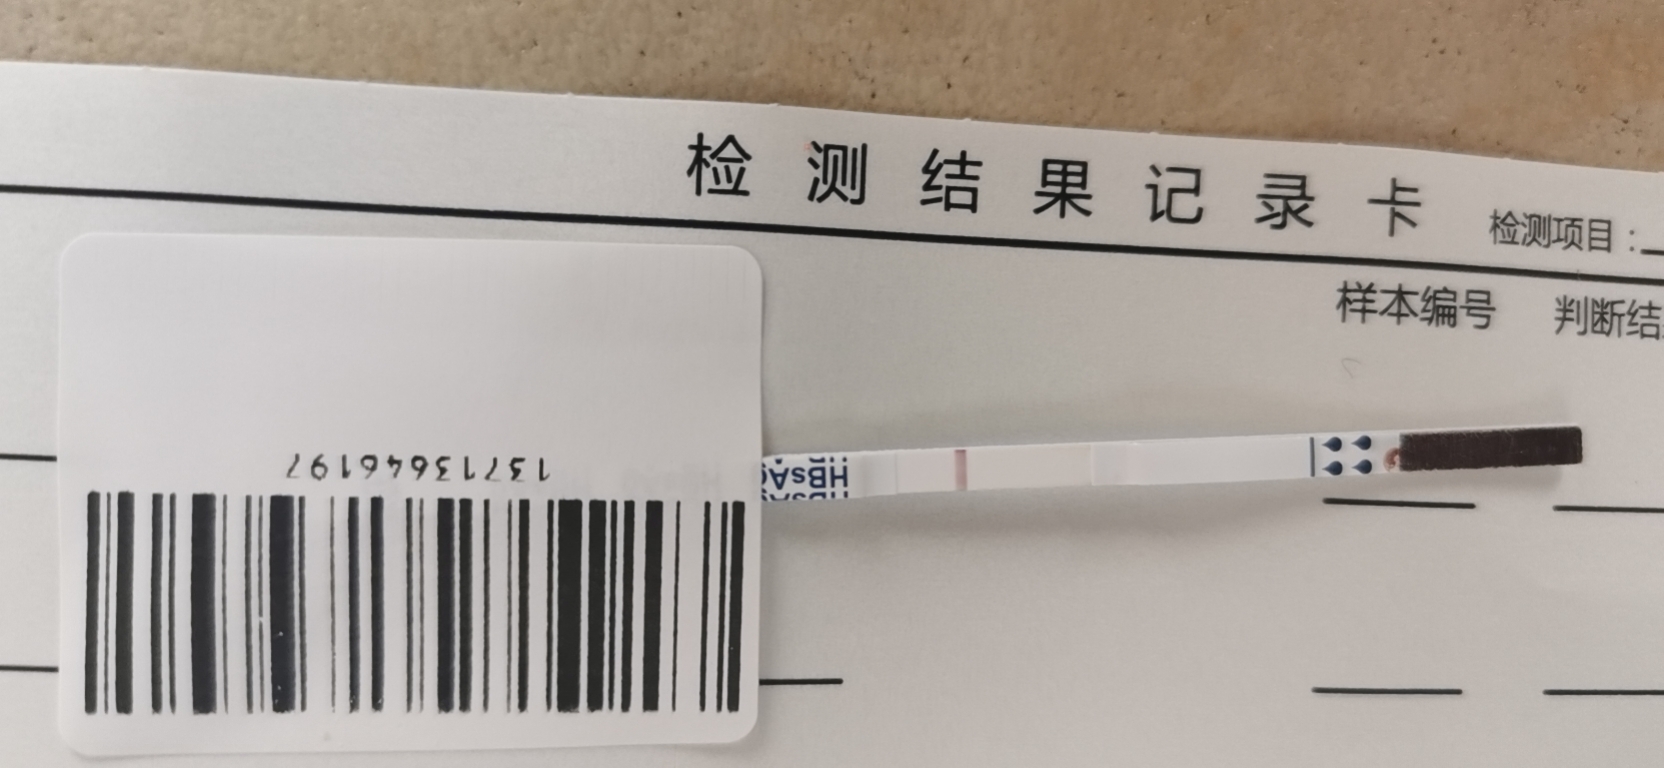 检测结果记录卡
检测项目：
样本编号 判断结
HBsAg
13713646197